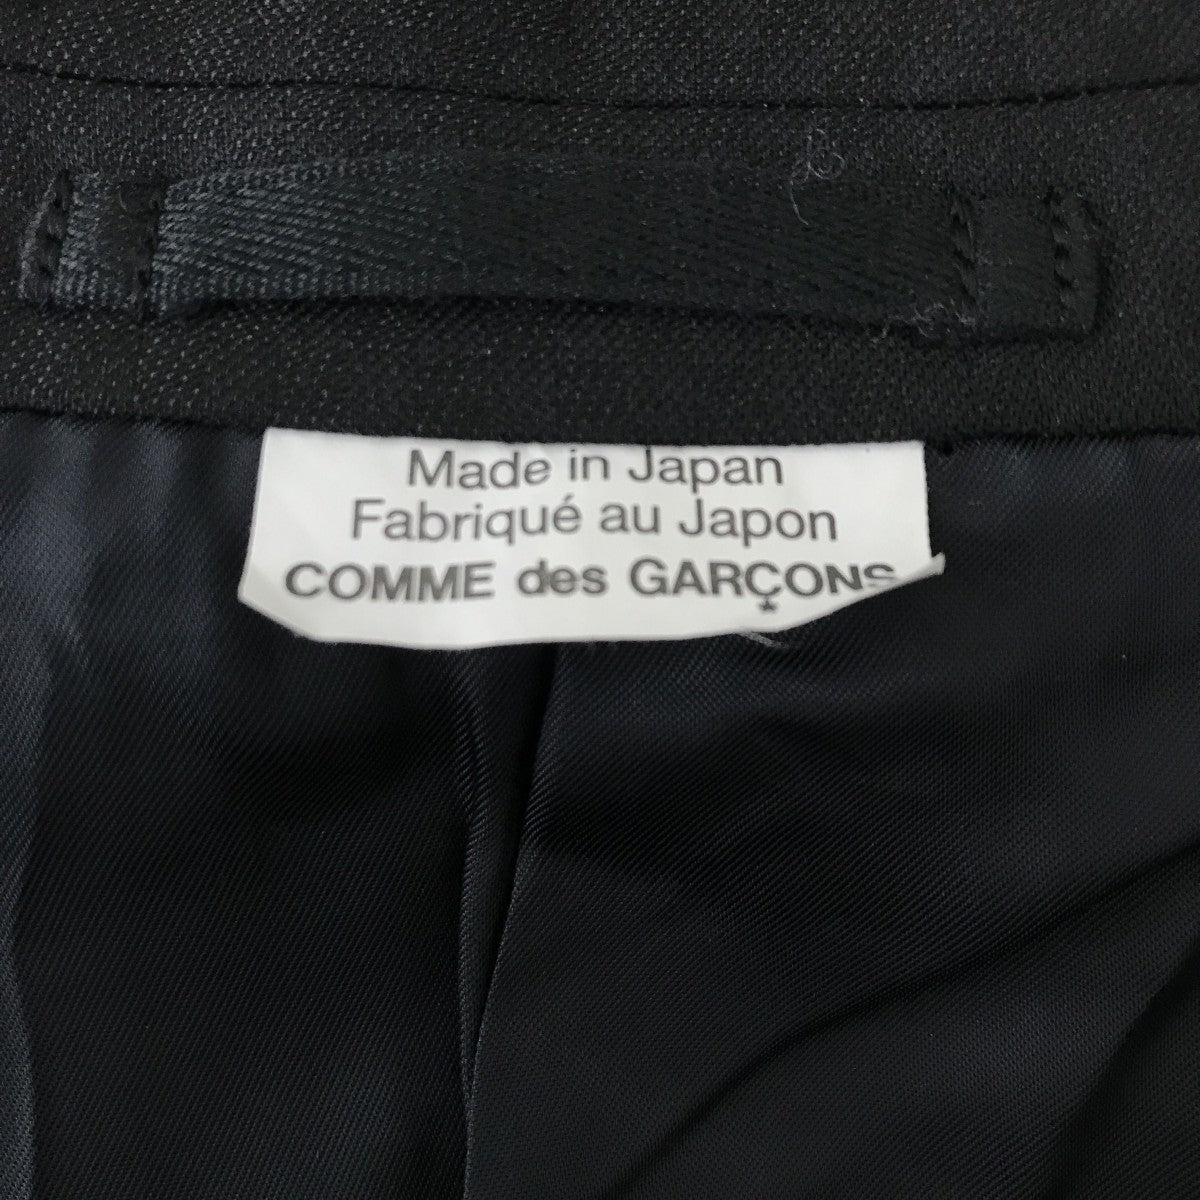 Made in Japan
Fabriqué au Japon
COMME des GARÇONS